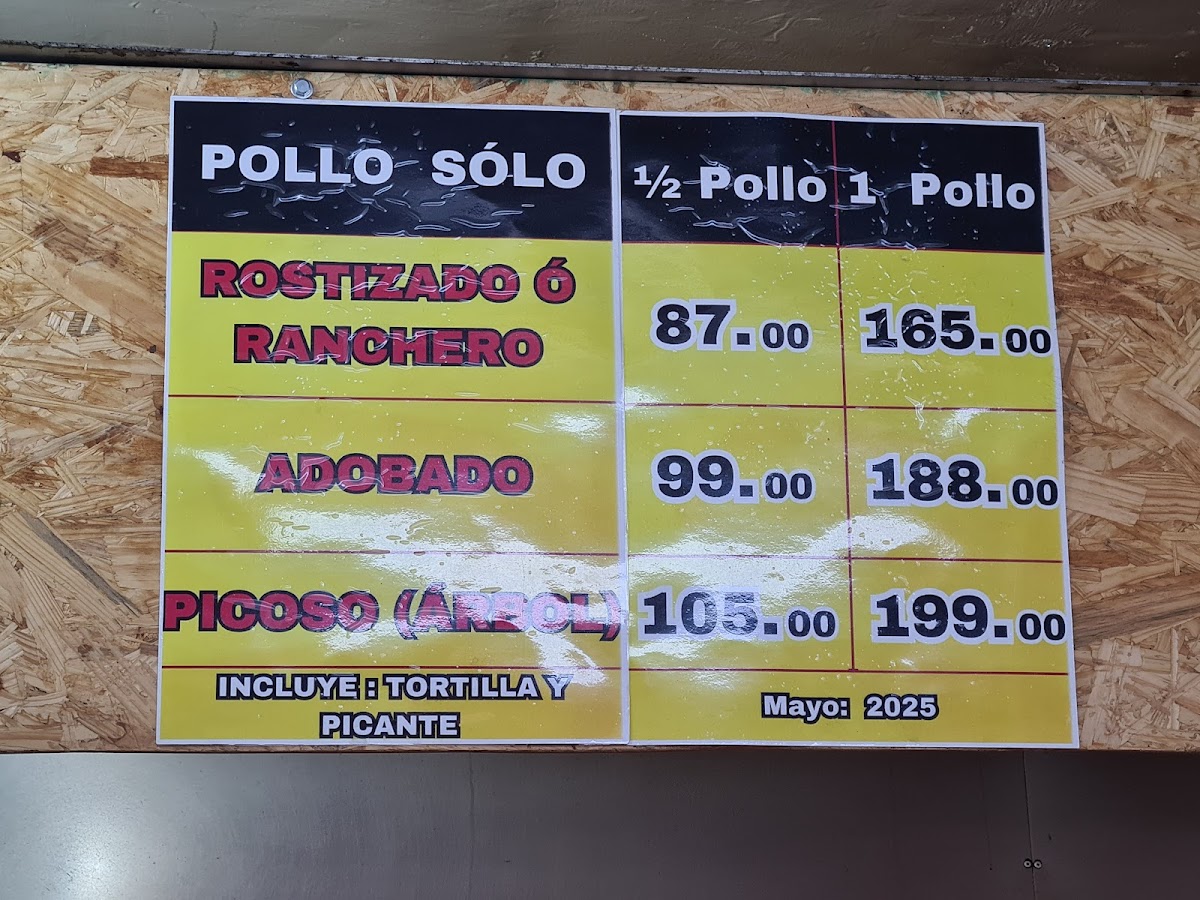 POLLO SÓLO
½ Pollo 1 Pollo
ROSTIZADO Ó
RANCHERO
87.00 165.00
ADOBADO
99.00 188.00
PICOSO (ÁRBOL) 105.00 199.00
INCLUYE : TORTILLA Y
PICANTE
Mayo: 2025